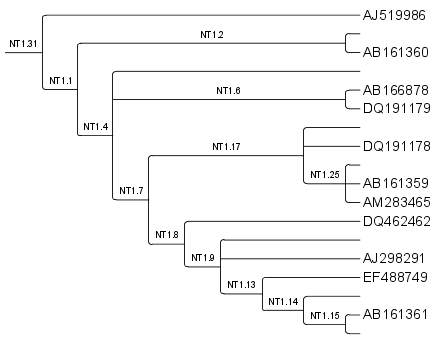 AJ519986
NT1.31
NT1.2
AB161360
NT1.1
AB166878
NT1.6
DQ191179
NT1.4
DQ191178
NT1.17
NT1.25
AB161359
NT1.7
AM283465
DQ462462
NT1.8
AJ298291
NT1.9
EF488749
NT1.13
NT1.14
AB161361
NT1.15